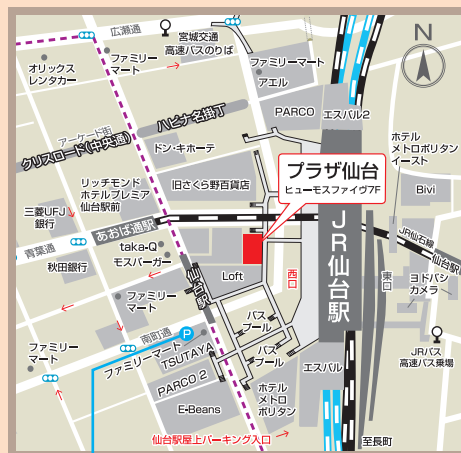 広瀬通
宮城交通
高速バスのりば
N
オリックス
レンタカー
ファミリー
マート
ファミリーマート
アエル
PARCO
エスパル2
アーケード街
ハピナ名掛丁
クリスロード(中央通)
ドン・キホーテ
ホテル
メトロポリタン
イースト
プラザ仙台
ヒューモスファイヴ7F
リッチモンド
ホテルプレミア
仙台駅前
旧さくら野百貨店
Bivi
三菱UFJ
銀行
あおば通駅
青葉通
JR仙石線
仙台駅
taka-Q
モスバーガー
秋田銀行
JR仙台駅
西口
東口
ヨドバシ
カメラ
仙台駅
Loft
ファミリー
マート
バス
プール
南町通
P
ファミリー
マート
ファミリーマート
TSUTAYA
バス
プール
JRバス
高速バス乗場
PARCO 2
エスパル
ホテル
メトロ
ポリタン
E-Beans
仙台駅屋上パーキング入口
至長町